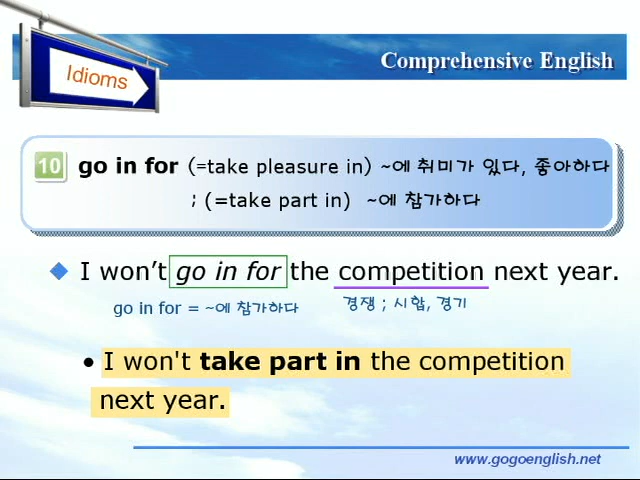 Idioms
Comprehensive English
10 go in for (=take pleasure in) ~에 취미가 있다, 좋아하다
; (=take part in) ~에 참가하다
◆ I won't go in for the competition next year.
go in for = ~에 참가하다 경쟁 ; 시합, 경기
• I won't take part in the competition
next year.
www.gogoenglish.net